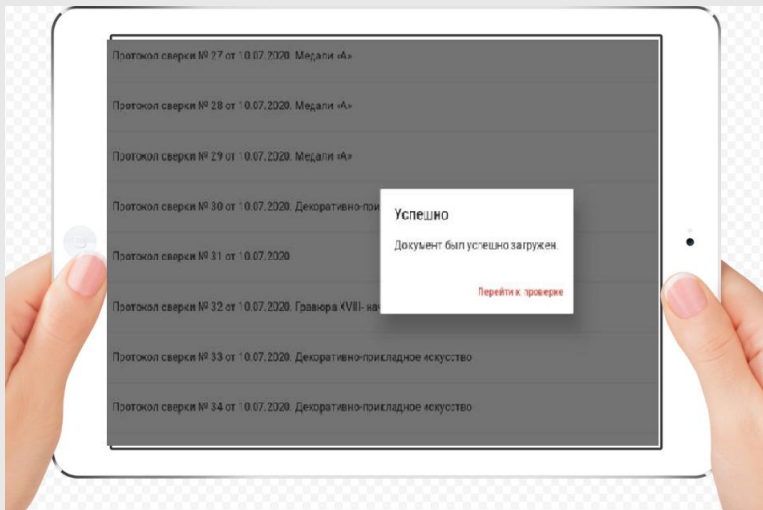 Протокол сверки № 27 от 10.07.2020. Медали «А»
Протокол сверки № 28 от 10.07.2020. Медали «А»
Протокол сверки № 29 от 10.07.2020. Медали «А»
Протокол сверки № 30 от 10.07.2020. Декоративно-при
Протокол сверки № 31 от 10.07.2020
Протокол сверки № 32 от 10.07.2020. Гравюра XVIII- на
Протокол сверки № 33 от 10.07.2020. Декоративно-прикладное искусство
Протокол сверки № 34 от 10.07.2020. Декоративно-прикладное искусство
Успешно
Документ был успешно загружен.
Перейти к проверке